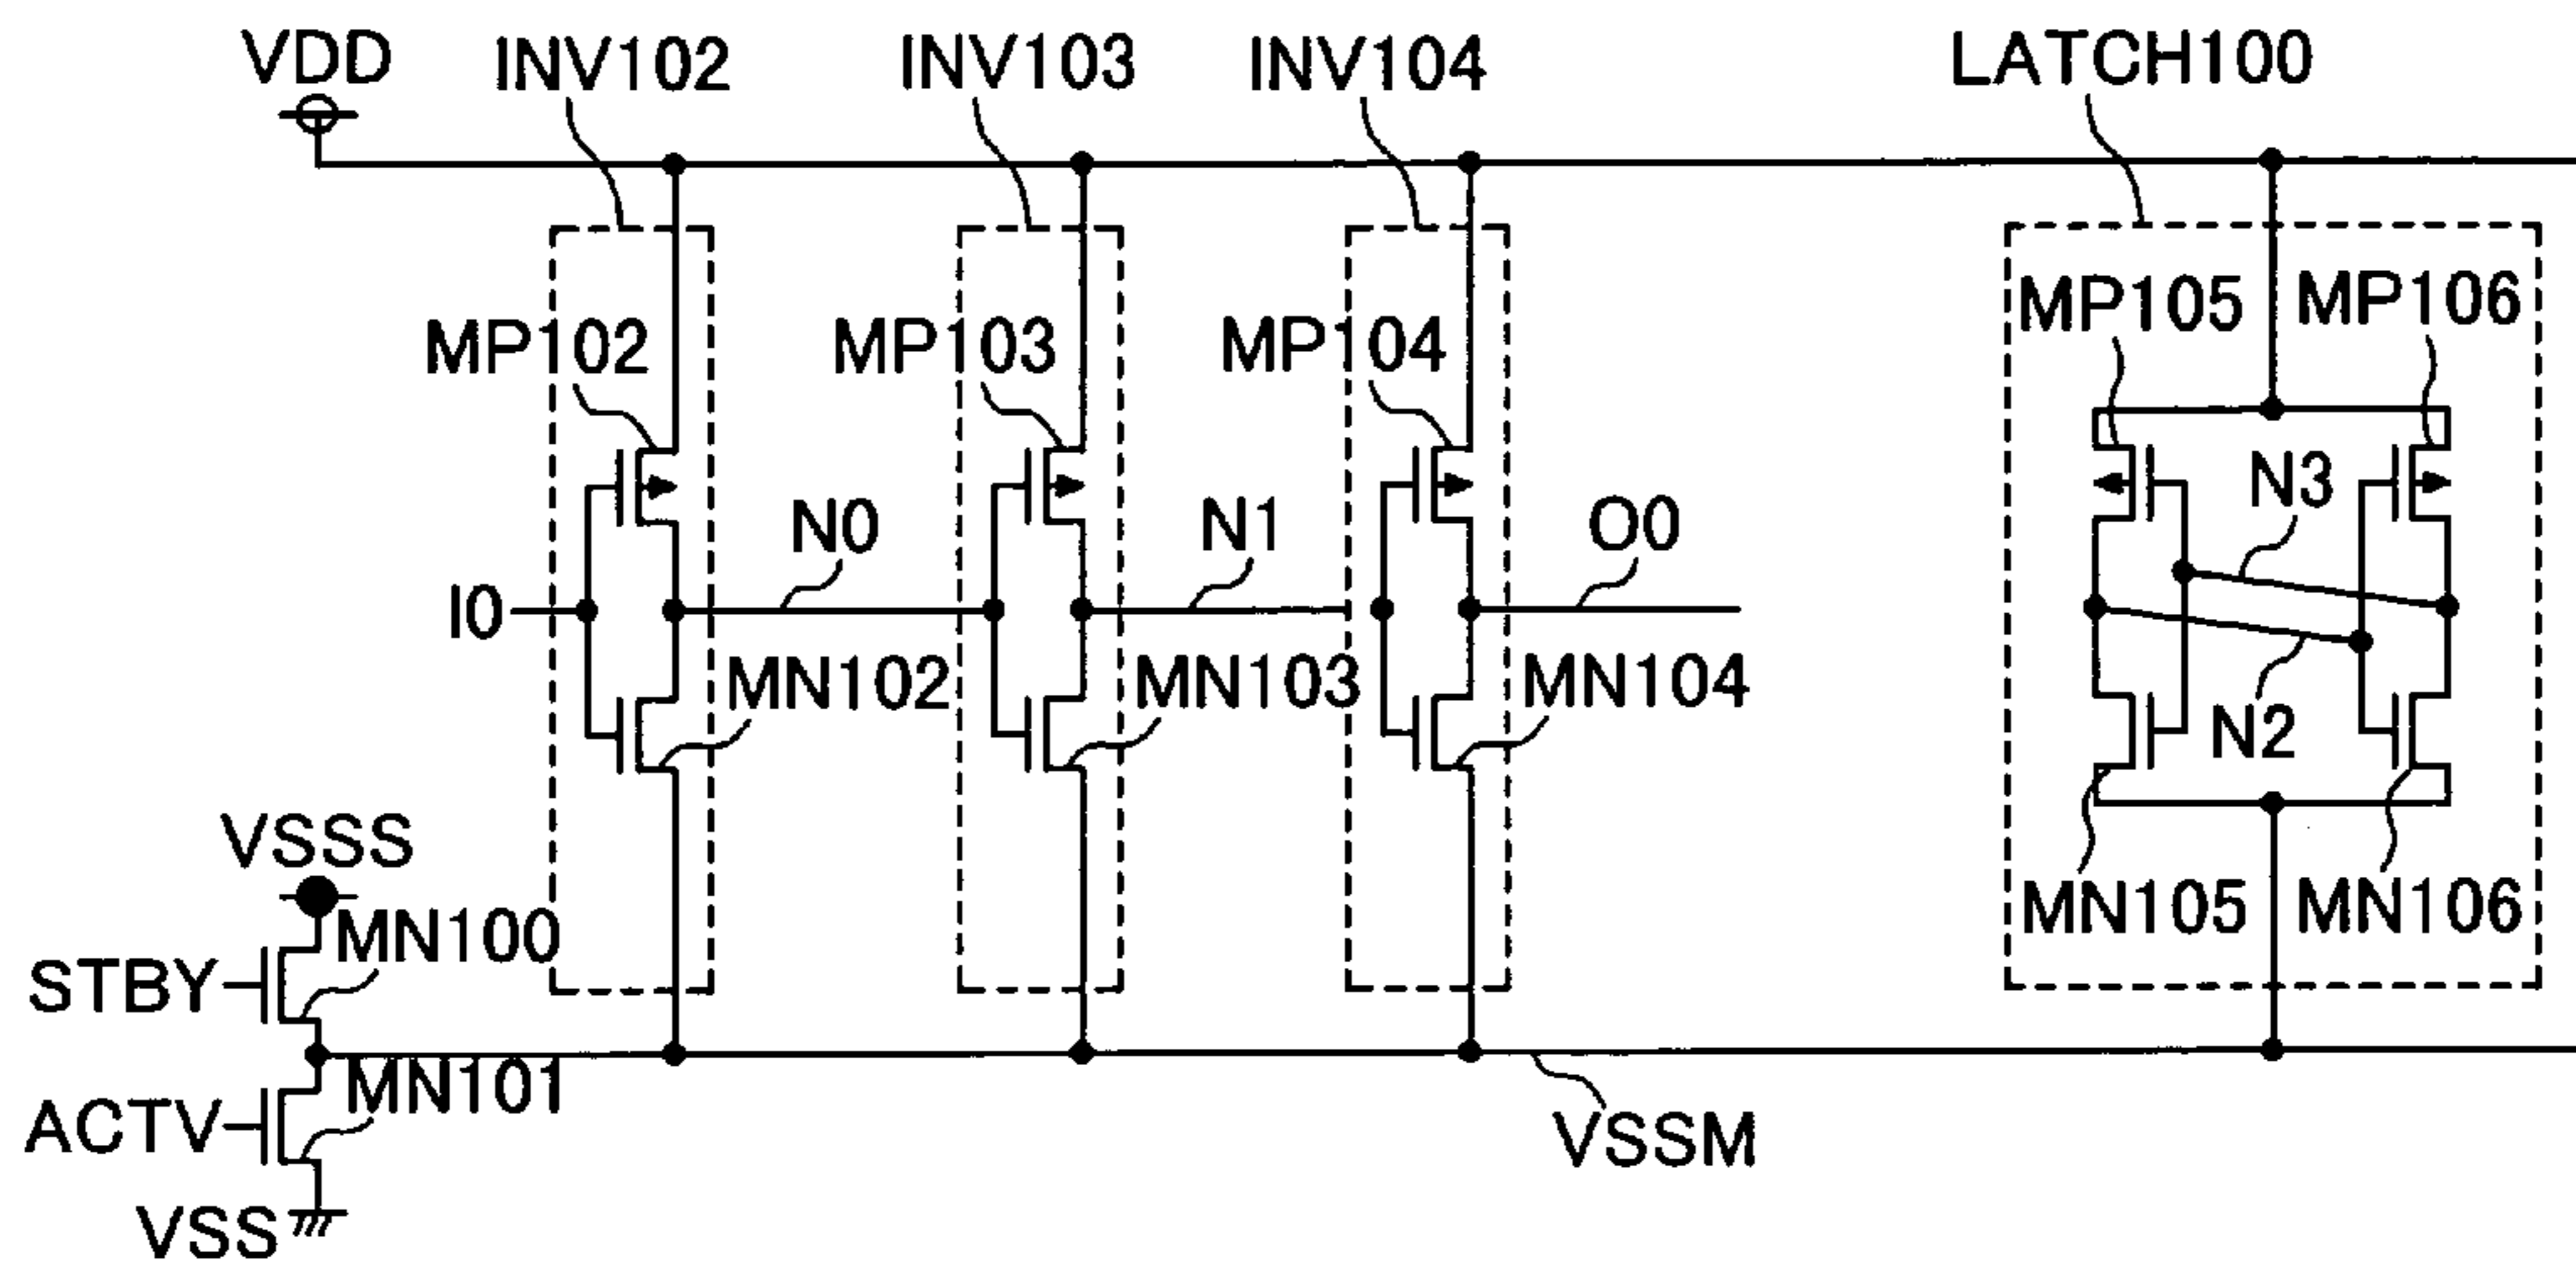 VDD
INV102
INV103
INV104
LATCH100
MP102
MP103
MP104
MP105
MP106
N0
N1
O0
N3
I0
MN102
MN103
MN104
N2
VSSS
MN100
MN105
MN106
STBY
MN101
ACTV
VSSM
VSS